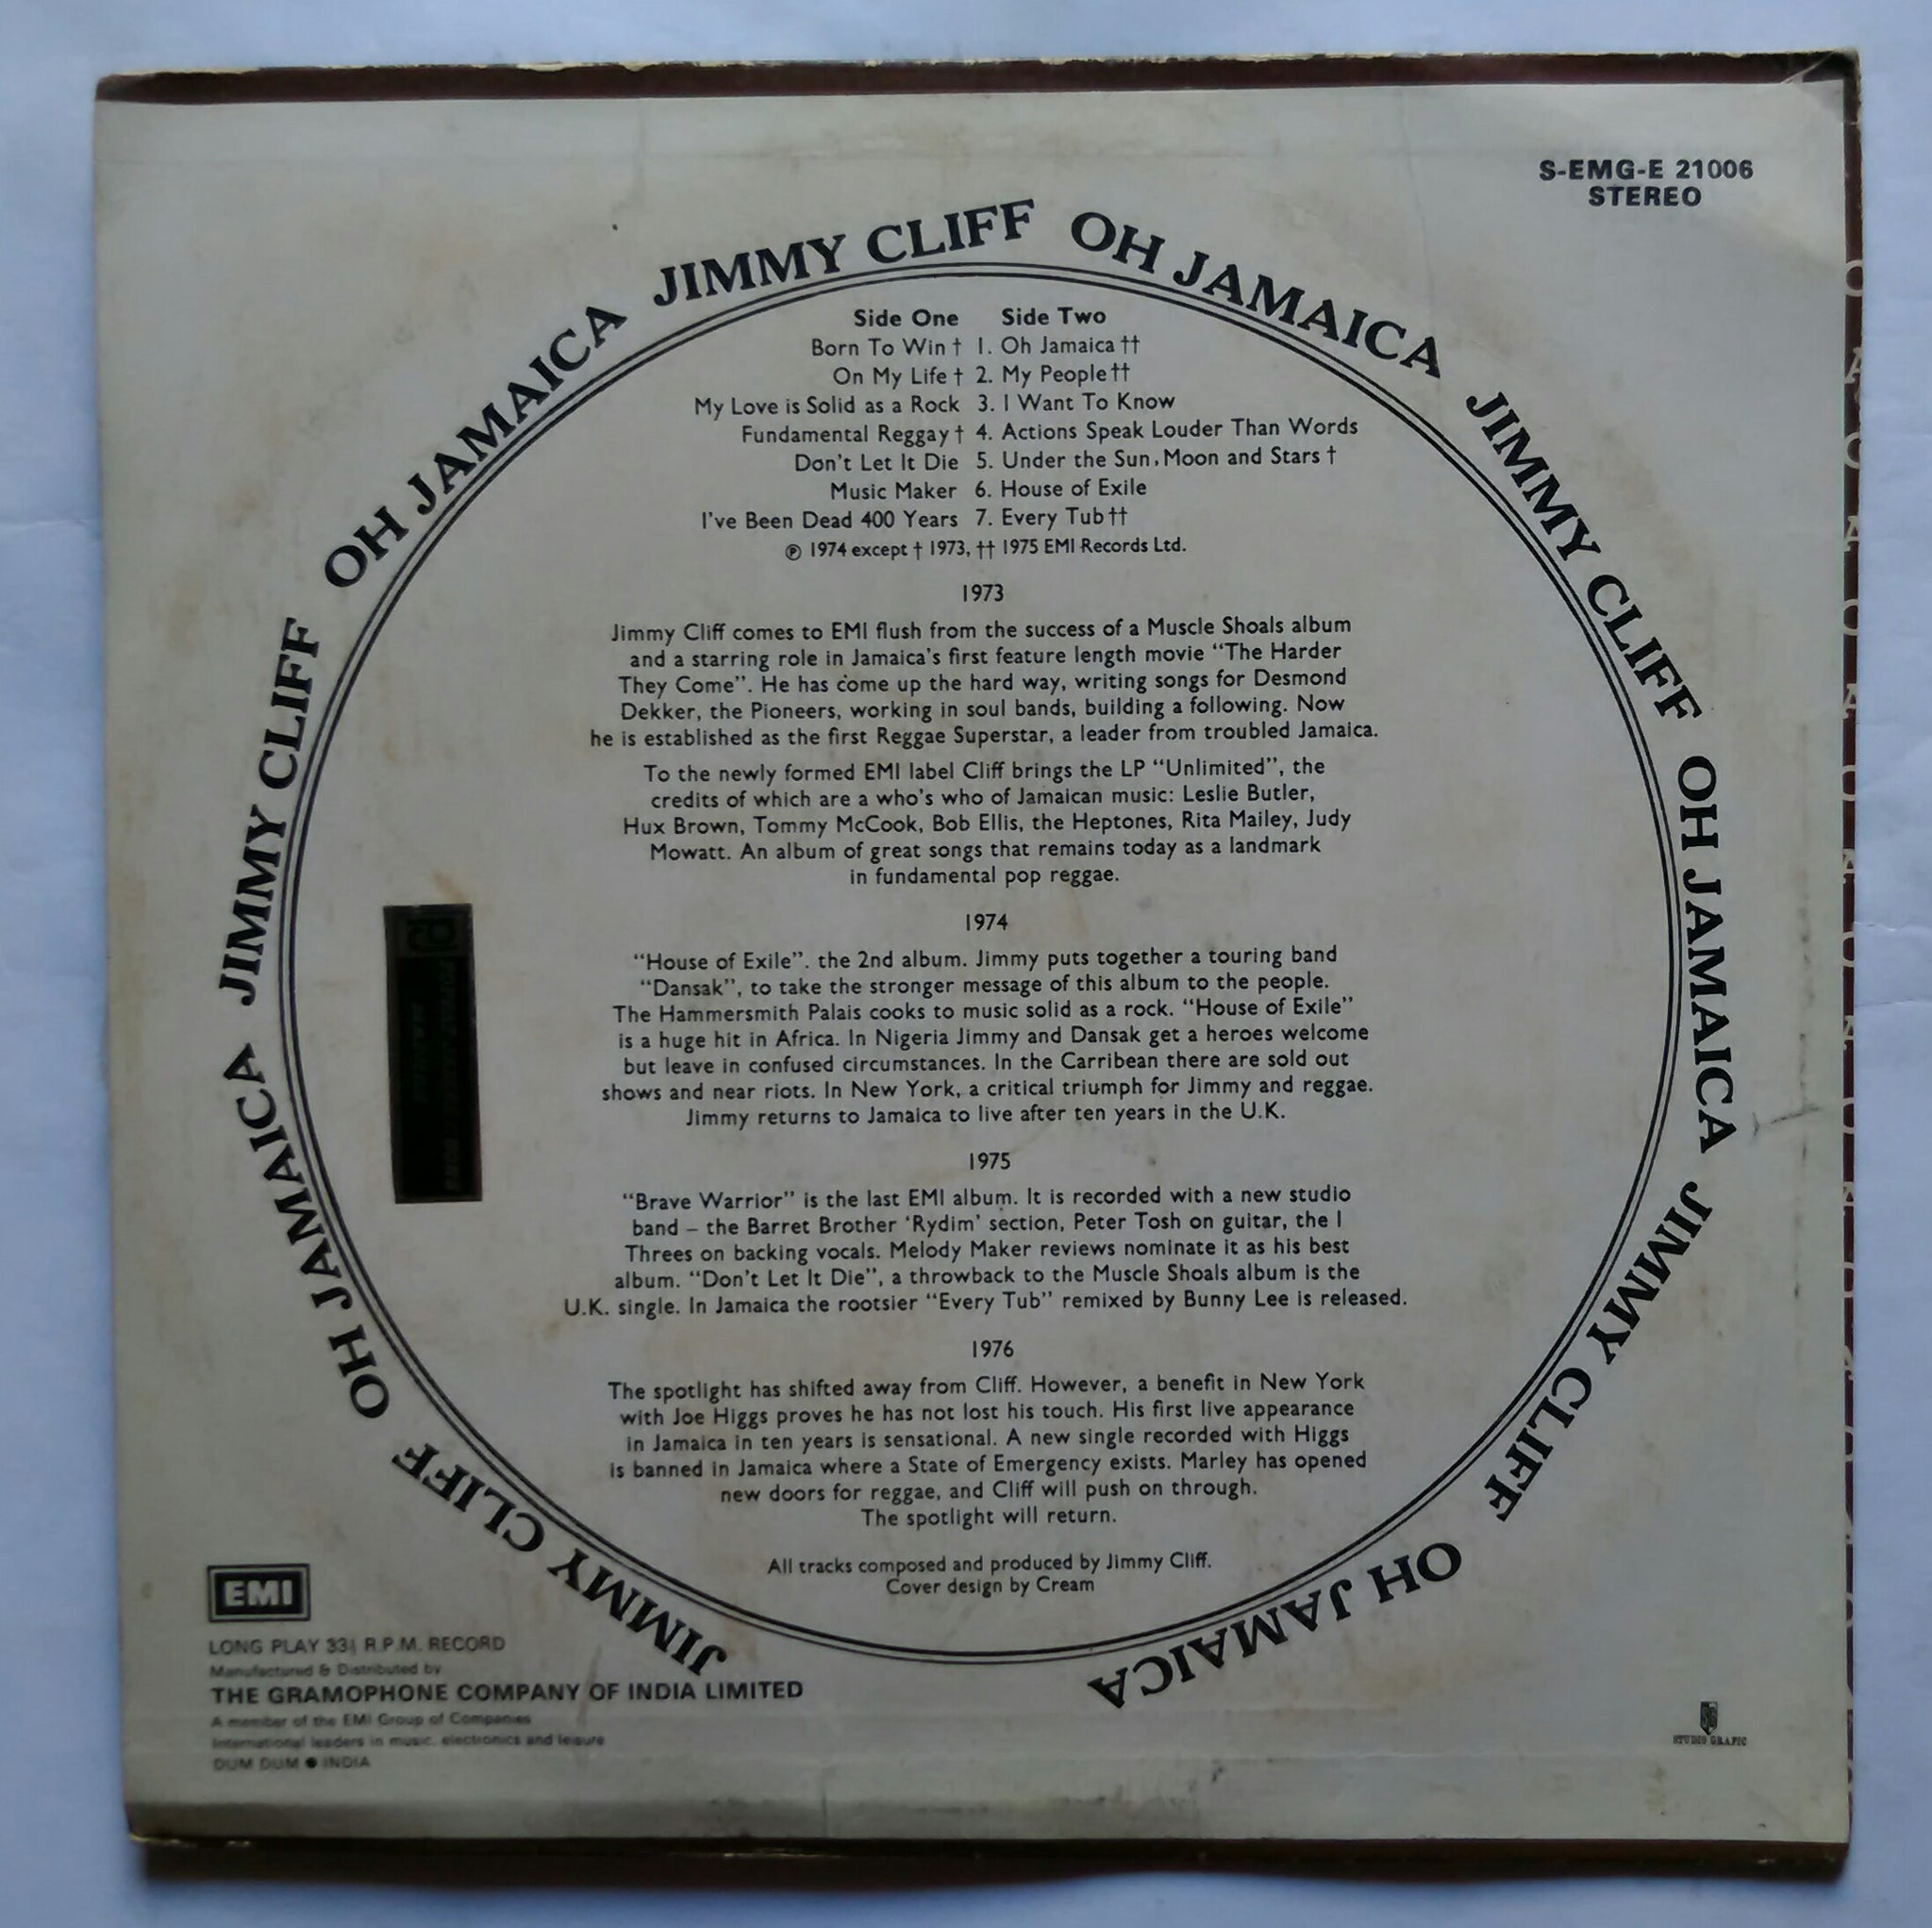 S-EMG-E 21006
STEREO
JIMMY CLIFF OH JAMAICA JIMMY CLIFF OH JAMAICA JIMMY CLIFF OH JAMAICA JIMMY CLIFF OH JAMAICA JIMMY CLIFF OH JAMAICA
Side One Side Two
Born To Win † 1. Oh Jamaica ††
On My Life † 2. My People ††
My Love is Solid as a Rock 3. I Want To Know
Fundamental Reggay † 4. Actions Speak Louder Than Words
Don't Let It Die 5. Under the Sun, Moon and Stars †
Music Maker 6. House of Exile
I've Been Dead 400 Years 7. Every Tub ††
℗ 1974 except † 1973, †† 1975 EMI Records Ltd.
1973
Jimmy Cliff comes to EMI flush from the success of a Muscle Shoals album
and a starring role in Jamaica's first feature length movie "The Harder
They Come". He has come up the hard way, writing songs for Desmond
Dekker, the Pioneers, working in soul bands, building a following. Now
he is established as the first Reggae Superstar, a leader from troubled Jamaica.
To the newly formed EMI label Cliff brings the LP "Unlimited", the
credits of which are a who's who of Jamaican music: Leslie Butler,
Hux Brown, Tommy McCook, Bob Ellis, the Heptones, Rita Mailey, Judy
Mowatt. An album of great songs that remains today as a landmark
in fundamental pop reggae.
1974
"House of Exile". the 2nd album. Jimmy puts together a touring band
"Dansak", to take the stronger message of this album to the people.
The Hammersmith Palais cooks to music solid as a rock. "House of Exile"
is a huge hit in Africa. In Nigeria Jimmy and Dansak get a heroes welcome
but leave in confused circumstances. In the Carribean there are sold out
shows and near riots. In New York, a critical triumph for Jimmy and reggae.
Jimmy returns to Jamaica to live after ten years in the U.K.
1975
"Brave Warrior" is the last EMI album. It is recorded with a new studio
band – the Barret Brother 'Rydim' section, Peter Tosh on guitar, the I
Threes on backing vocals. Melody Maker reviews nominate it as his best
album. "Don't Let It Die", a throwback to the Muscle Shoals album is the
U.K. single. In Jamaica the rootsier "Every Tub" remixed by Bunny Lee is released.
1976
The spotlight has shifted away from Cliff. However, a benefit in New York
with Joe Higgs proves he has not lost his touch. His first live appearance
in Jamaica in ten years is sensational. A new single recorded with Higgs
is banned in Jamaica where a State of Emergency exists. Marley has opened
new doors for reggae, and Cliff will push on through.
The spotlight will return.
All tracks composed and produced by Jimmy Cliff.
Cover design by Cream
EMI
LONG PLAY 33⅓ R.P.M. RECORD
Manufactured & Distributed by
THE GRAMOPHONE COMPANY OF INDIA LIMITED
A member of the EMI Group of Companies
International leaders in music, electronics and leisure
DUM DUM ● INDIA
STUDIO GRAFIC